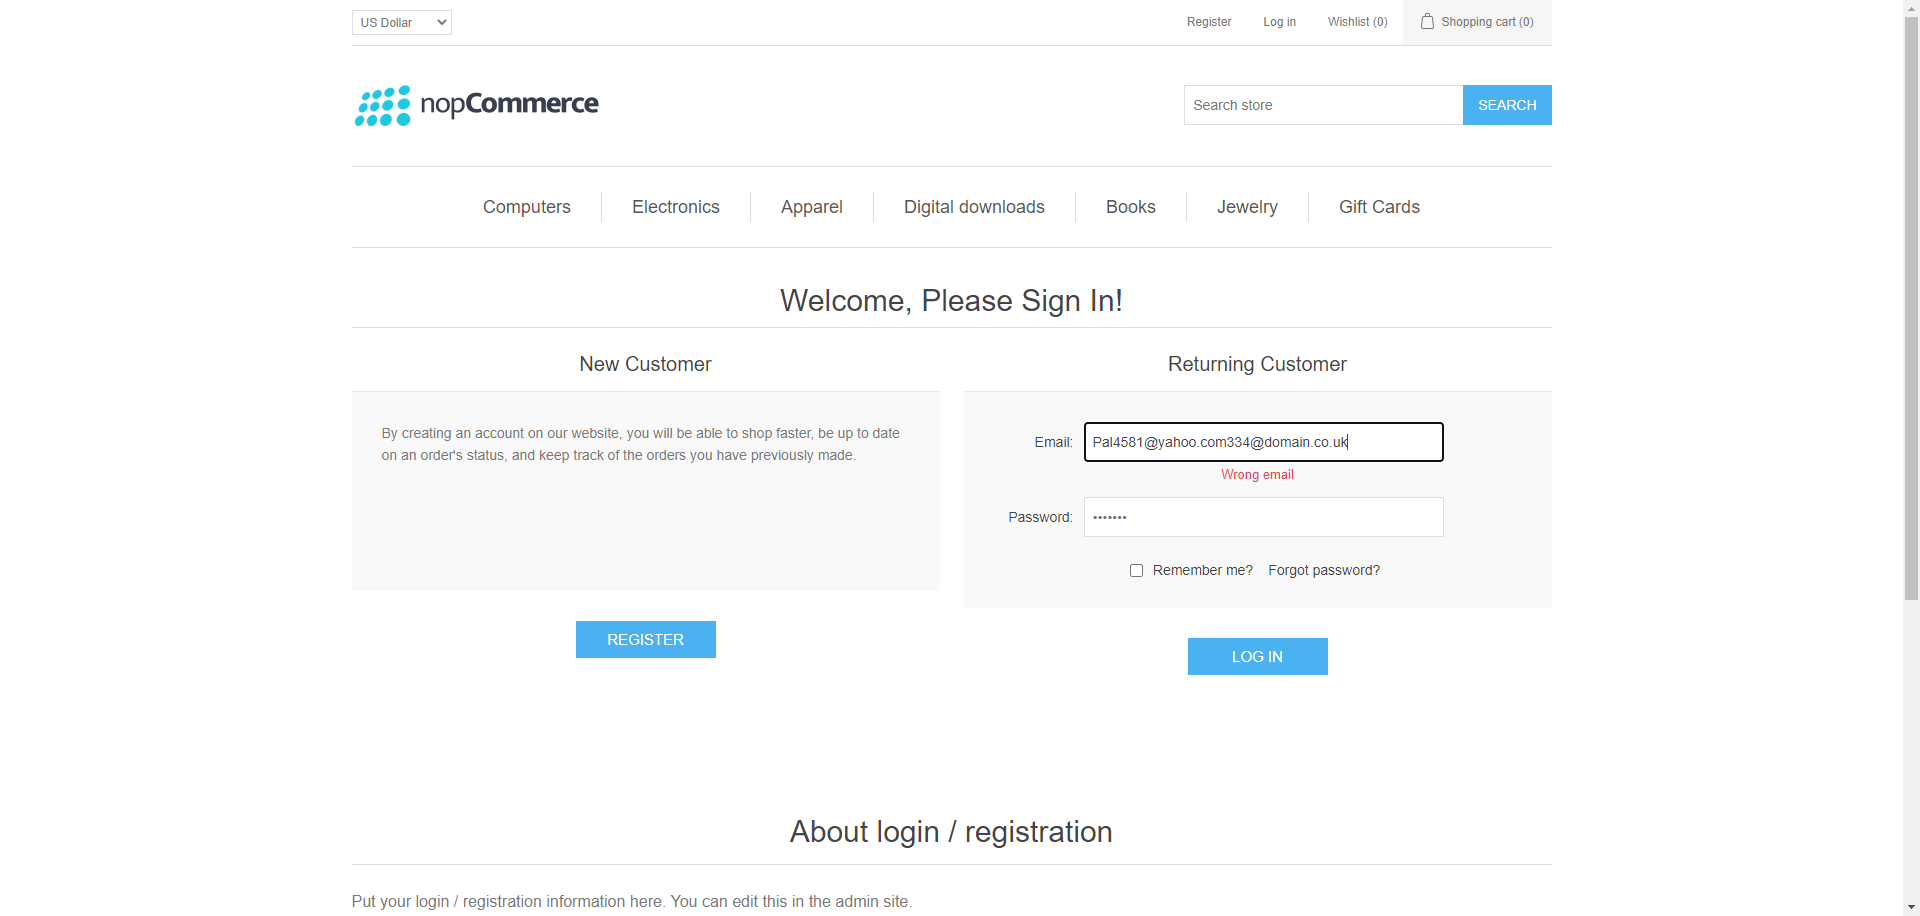 US Dollar
Register
Log in
Wishlist (0)
Shopping cart (0)
nopCommerce
Search store
SEARCH
Computers
Electronics
Apparel
Digital downloads
Books
Jewelry
Gift Cards
Welcome, Please Sign In!
New Customer
By creating an account on our website, you will be able to shop faster, be up to date
on an order's status, and keep track of the orders you have previously made.
REGISTER
Returning Customer
Email:
Pal4581@yahoo.com334@domain.co.uk
Wrong email
Password:
•••••••
Remember me?
Forgot password?
LOG IN
About login / registration
Put your login / registration information here. You can edit this in the admin site.